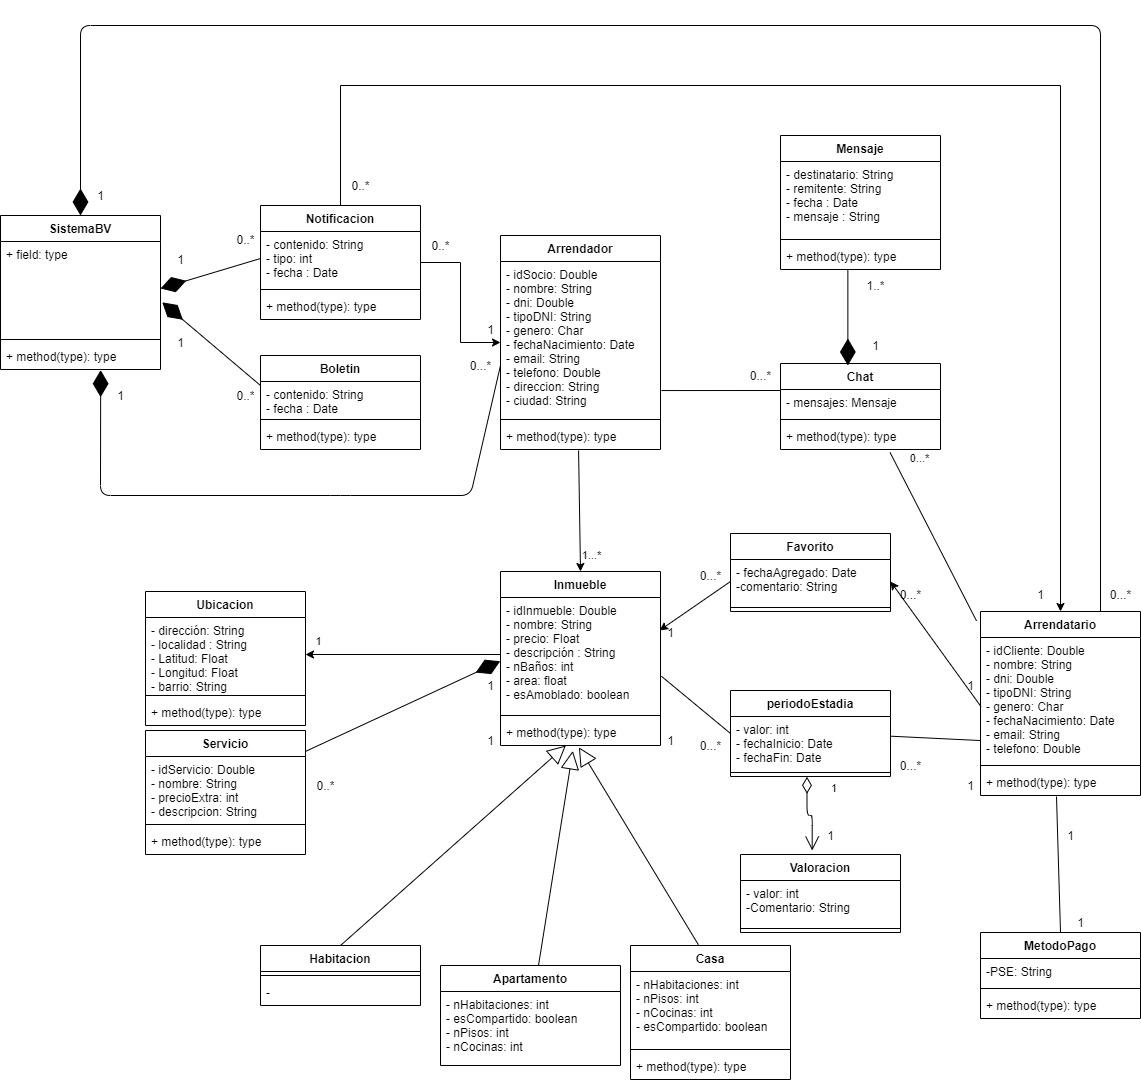 1
0..*
Mensaje
- destinatario: String
- remitente: String
- fecha : Date
- mensaje : String
+ method(type): type
1..*
1
SistemaBV
+ field: type
+ method(type): type
1
0..*
Notificacion
- contenido: String
- tipo: int
- fecha : Date
+ method(type): type
0..*
1
1
0..*
Boletin
- contenido: String
- fecha : Date
+ method(type): type
1
0...*
Arrendador
- idSocio: Double
- nombre: String
- dni: Double
- tipoDNI: String
- genero: Char
- fechaNacimiento: Date
- email: String
- telefono: Double
- direccion: String
- ciudad: String
+ method(type): type
0...*
Chat
- mensajes: Mensaje
+ method(type): type
0...*
1...*
Favorito
- fechaAgregado: Date
-comentario: String
0...*
0...*
1
1
1
0...*
Ubicacion
- dirección: String
- localidad : String
- Latitud: Float
- Longitud: Float
- barrio: String
+ method(type): type
1
Inmueble
- idInmueble: Double
- nombre: String
- precio: Float
- descripción : String
- nBaños: int
- area: float
- esAmoblado: boolean
+ method(type): type
1
1
1
0...*
Arrendatario
- idCliente: Double
- nombre: String
- dni: Double
- tipoDNI: String
- genero: Char
- fechaNacimiento: Date
- email: String
- telefono: Double
+ method(type): type
periodoEstadia
- valor: int
- fechaInicio: Date
- fechaFin: Date
0...*
1
1
1
Servicio
- idServicio: Double
- nombre: String
- precioExtra: int
- descripcion: String
+ method(type): type
0..*
Valoracion
- valor: int
-Comentario: String
1
1
MetodoPago
-PSE: String
+ method(type): type
Habitacion
-
Apartamento
- nHabitaciones: int
- esCompartido: boolean
- nPisos: int
- nCocinas: int
Casa
- nHabitaciones: int
- nPisos: int
- nCocinas: int
- esCompartido: boolean
+ method(type): type